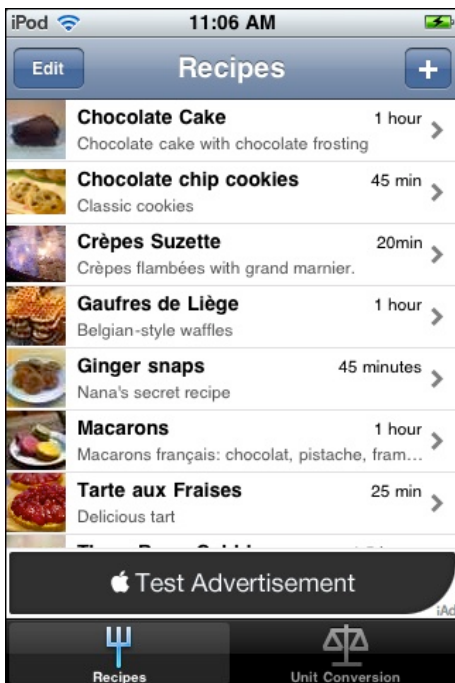 iPod 11:06 AM
Edit Recipes +
Chocolate Cake 1 hour
Chocolate cake with chocolate frosting
Chocolate chip cookies 45 min
Classic cookies
Crèpes Suzette 20min
Crèpes flambées with grand marnier.
Gaufres de Liège 1 hour
Belgian-style waffles
Ginger snaps 45 minutes
Nana's secret recipe
Macarons 1 hour
Macarons français: chocolat, pistache, fram...
Tarte aux Fraises 25 min
Delicious tart
Test Advertisement
iAd
Recipes Unit Conversion